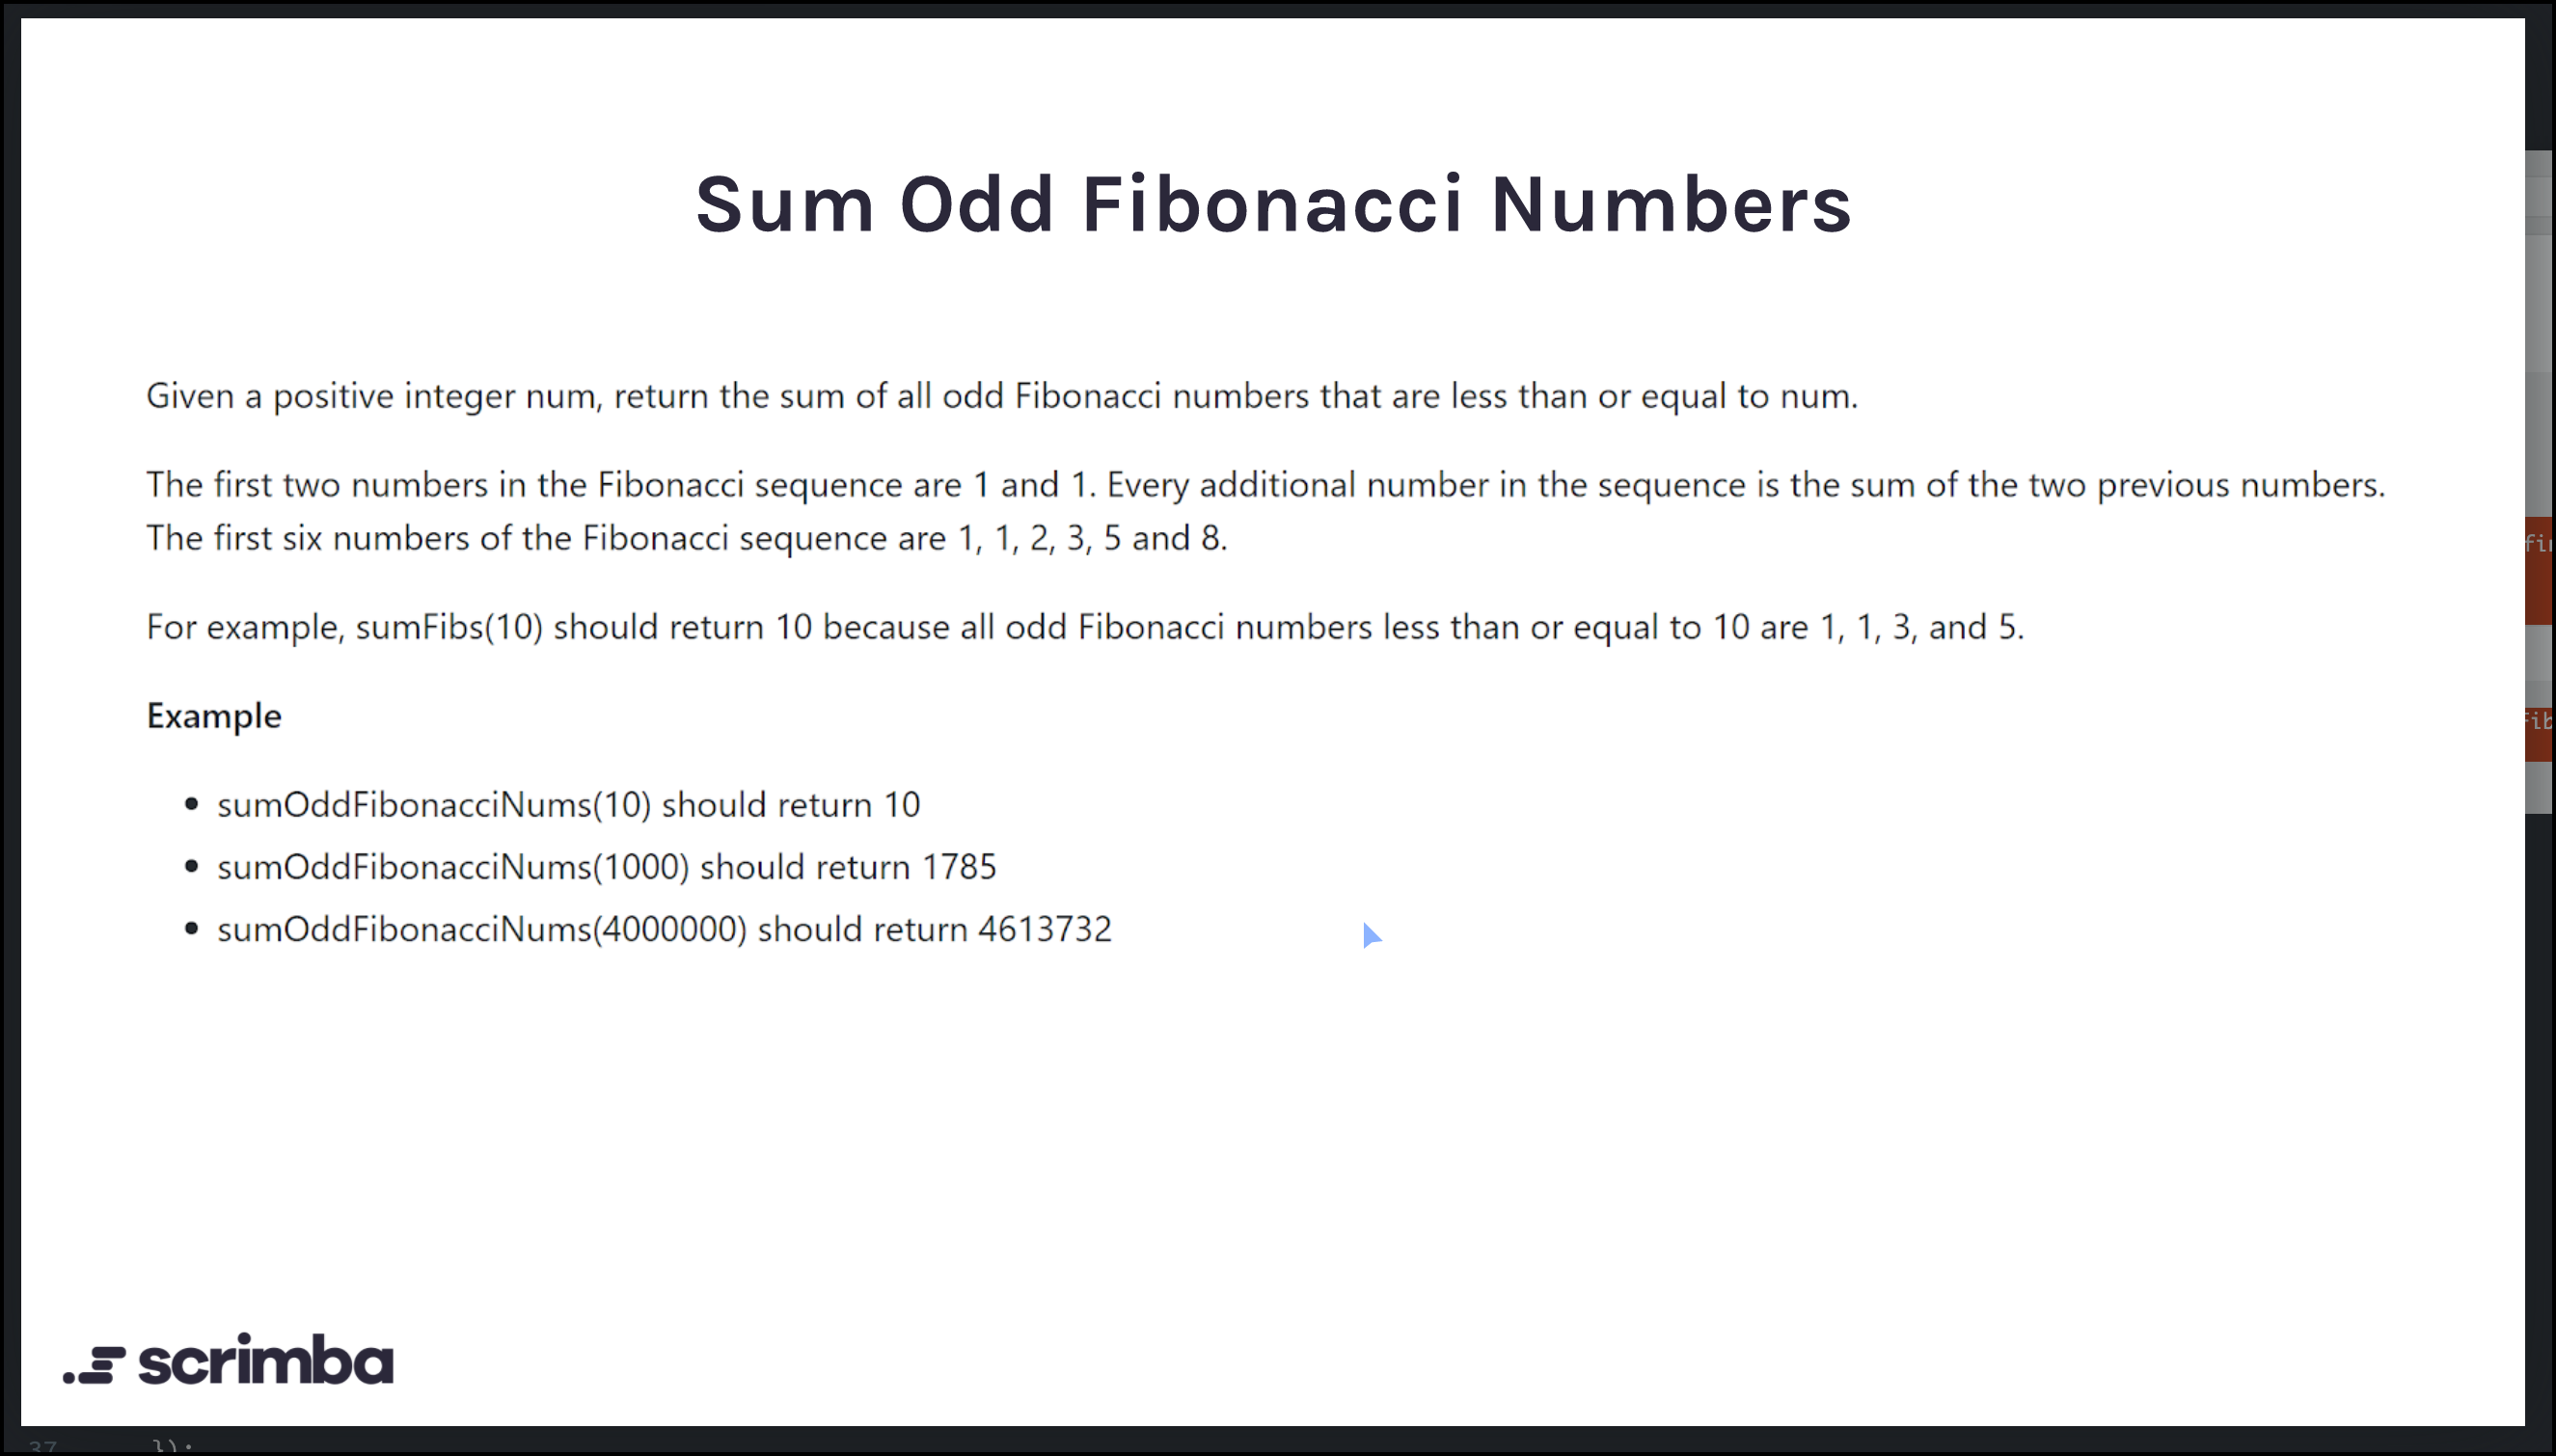 Sum Odd Fibonacci Numbers
Given a positive integer num, return the sum of all odd Fibonacci numbers that are less than or equal to num.
The first two numbers in the Fibonacci sequence are 1 and 1. Every additional number in the sequence is the sum of the two previous numbers.
The first six numbers of the Fibonacci sequence are 1, 1, 2, 3, 5 and 8.
For example, sumFibs(10) should return 10 because all odd Fibonacci numbers less than or equal to 10 are 1, 1, 3, and 5.
Example
• sumOddFibonacciNums(10) should return 10
• sumOddFibonacciNums(1000) should return 1785
• sumOddFibonacciNums(4000000) should return 4613732
scrimba
37 });